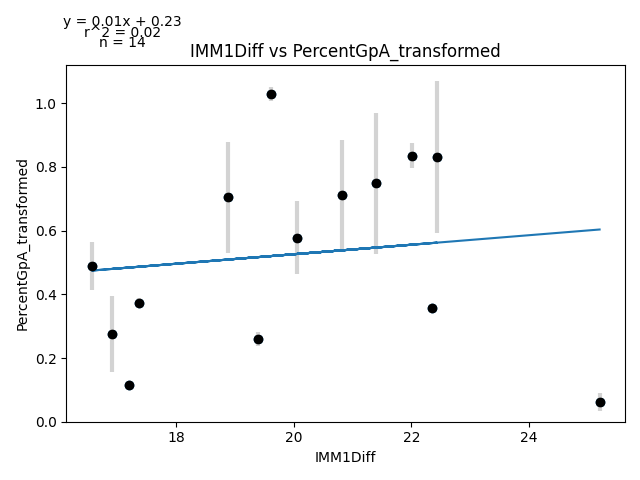 y = 0.01x + 0.23
r^2 = 0.02
n = 14
IMM1Diff vs PercentGpA_transformed
PercentGpA_transformed
1.0
0.8
0.6
0.4
0.2
0.0
18 20 22 24
IMM1Diff